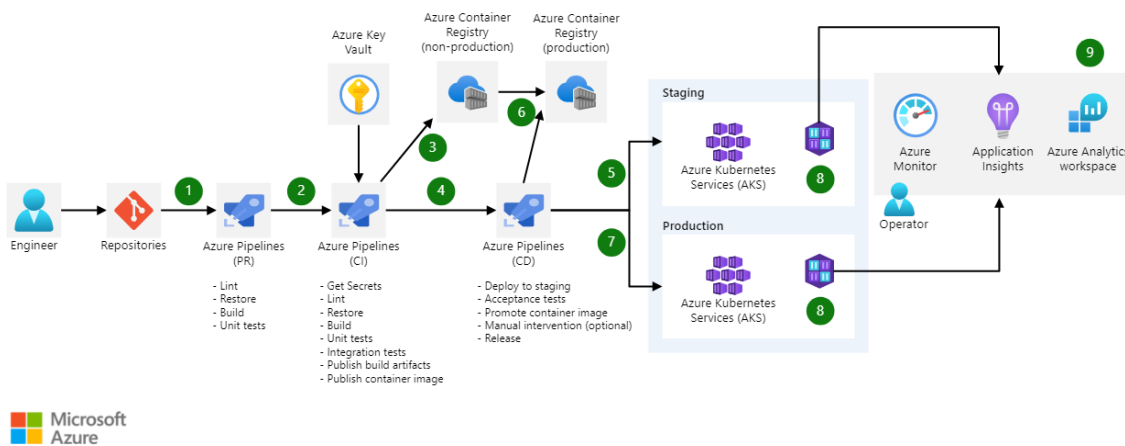 Azure Key
Vault
Azure Container
Registry
(non-production)
Azure Container
Registry
(production)
9
6
3
Staging
Azure Kubernetes
Services (AKS)
8
Azure
Monitor
Application
Insights
Azure Analytics
workspace
1
2
4
5
7
Operator
Engineer
Repositories
Azure Pipelines
(PR)
- Lint
- Restore
- Build
- Unit tests
Azure Pipelines
(CI)
- Get Secrets
- Lint
- Restore
- Build
- Unit tests
- Integration tests
- Publish build artifacts
- Publish container image
Azure Pipelines
(CD)
- Deploy to staging
- Acceptance tests
- Promote container image
- Manual intervention (optional)
- Release
Production
Azure Kubernetes
Services (AKS)
8
Microsoft
Azure